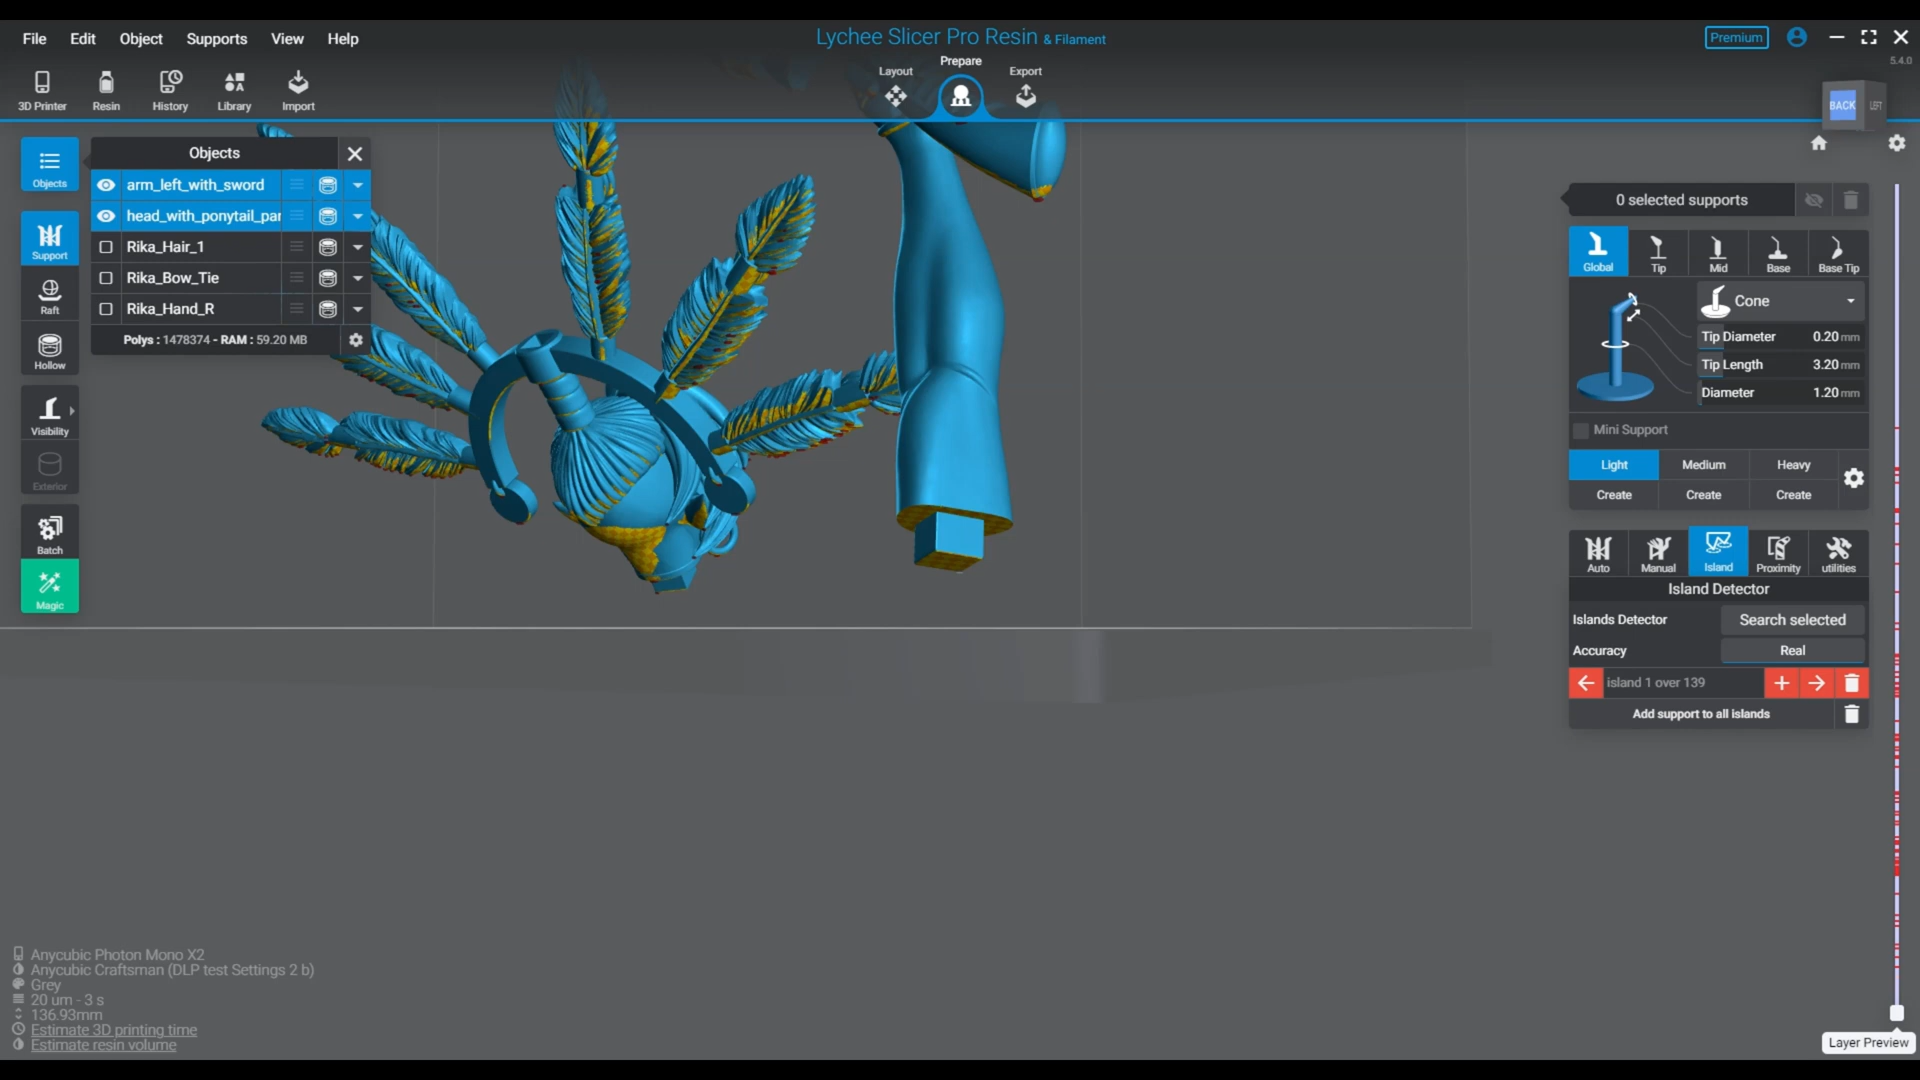 File Edit Object Supports View Help
Lychee Slicer Pro Resin & Filament
Premium
5.4.0
3D Printer Resin History Library Import
Layout Prepare Export
BACK
LEFT
Objects
Objects
arm_left_with_sword
head_with_ponytail_par
Rika_Hair_1
Rika_Bow_Tie
Rika_Hand_R
Polys : 1478374 - RAM : 59.20 MB
Support
Raft
Hollow
Visibility
Exterior
Batch
Magic
0 selected supports
Global Tip Mid Base Base Tip
Cone
Tip Diameter 0.20 mm
Tip Length 3.20 mm
Diameter 1.20 mm
Mini Support
Light Medium Heavy
Create Create Create
Auto Manual Island Proximity utilities
Island Detector
Islands Detector Search selected
Accuracy Real
island 1 over 139
Add support to all islands
Anycubic Photon Mono X2
Anycubic Craftsman (DLP test Settings 2 b)
Grey
20 um - 3 s
136.93mm
Estimate 3D printing time
Estimate resin volume
Layer Preview